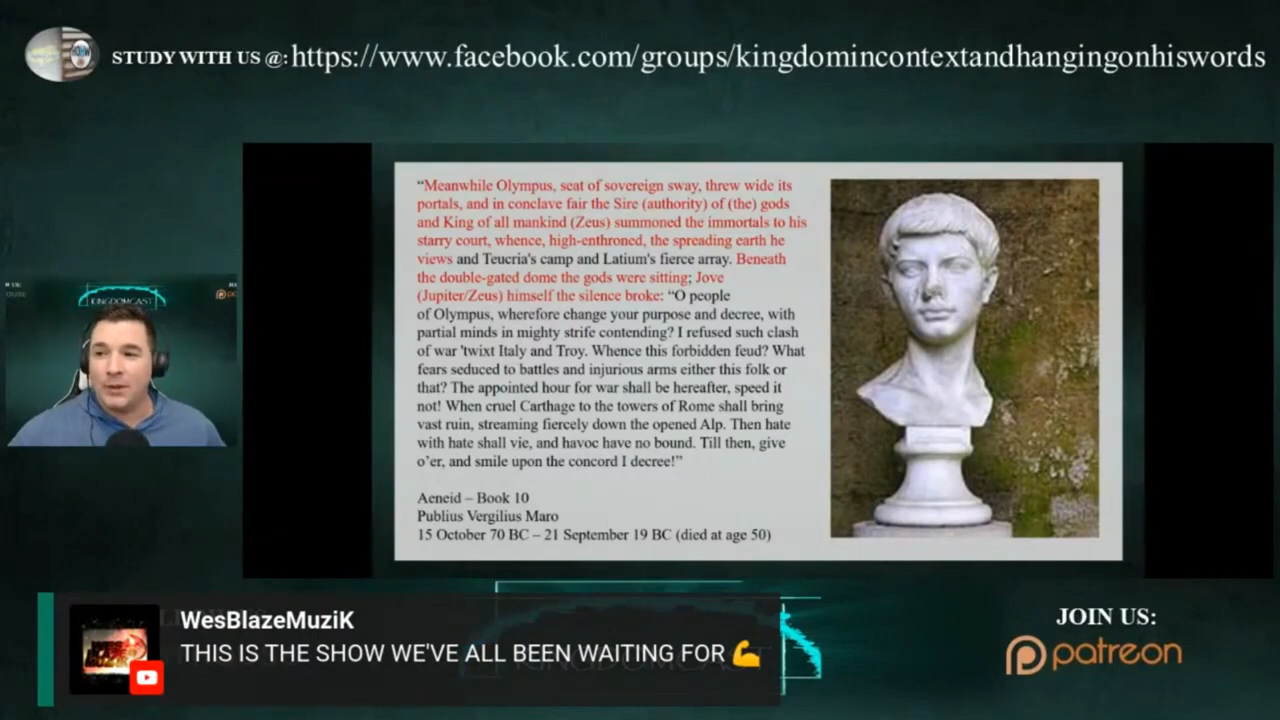 STUDY WITH US @: https://www.facebook.com/groups/kingdomincontextandhangingonhiswords
“Meanwhile Olympus, seat of sovereign sway, threw wide its
portals, and in conclave fair the Sire (authority) of (the) gods
and King of all mankind (Zeus) summoned the immortals to his
starry court, whence, high-enthroned, the spreading earth he
views and Teucria's camp and Latium's fierce array. Beneath
the double-gated dome the gods were sitting; Jove
(Jupiter/Zeus) himself the silence broke: “O people
of Olympus, wherefore change your purpose and decree, with
partial minds in mighty strife contending? I refused such clash
of war 'twixt Italy and Troy. Whence this forbidden feud? What
fears seduced to battles and injurious arms either this folk or
that? The appointed hour for war shall be hereafter, speed it
not! When cruel Carthage to the towers of Rome shall bring
vast ruin, streaming fiercely down the opened Alp. Then hate
with hate shall vie, and havoc have no bound. Till then, give
o’er, and smile upon the concord I decree!”
Aeneid – Book 10
Publius Vergilius Maro
15 October 70 BC – 21 September 19 BC (died at age 50)
KINGDOMCAST
WesBlazeMuziK
THIS IS THE SHOW WE'VE ALL BEEN WAITING FOR 💪
JOIN US:
patreon